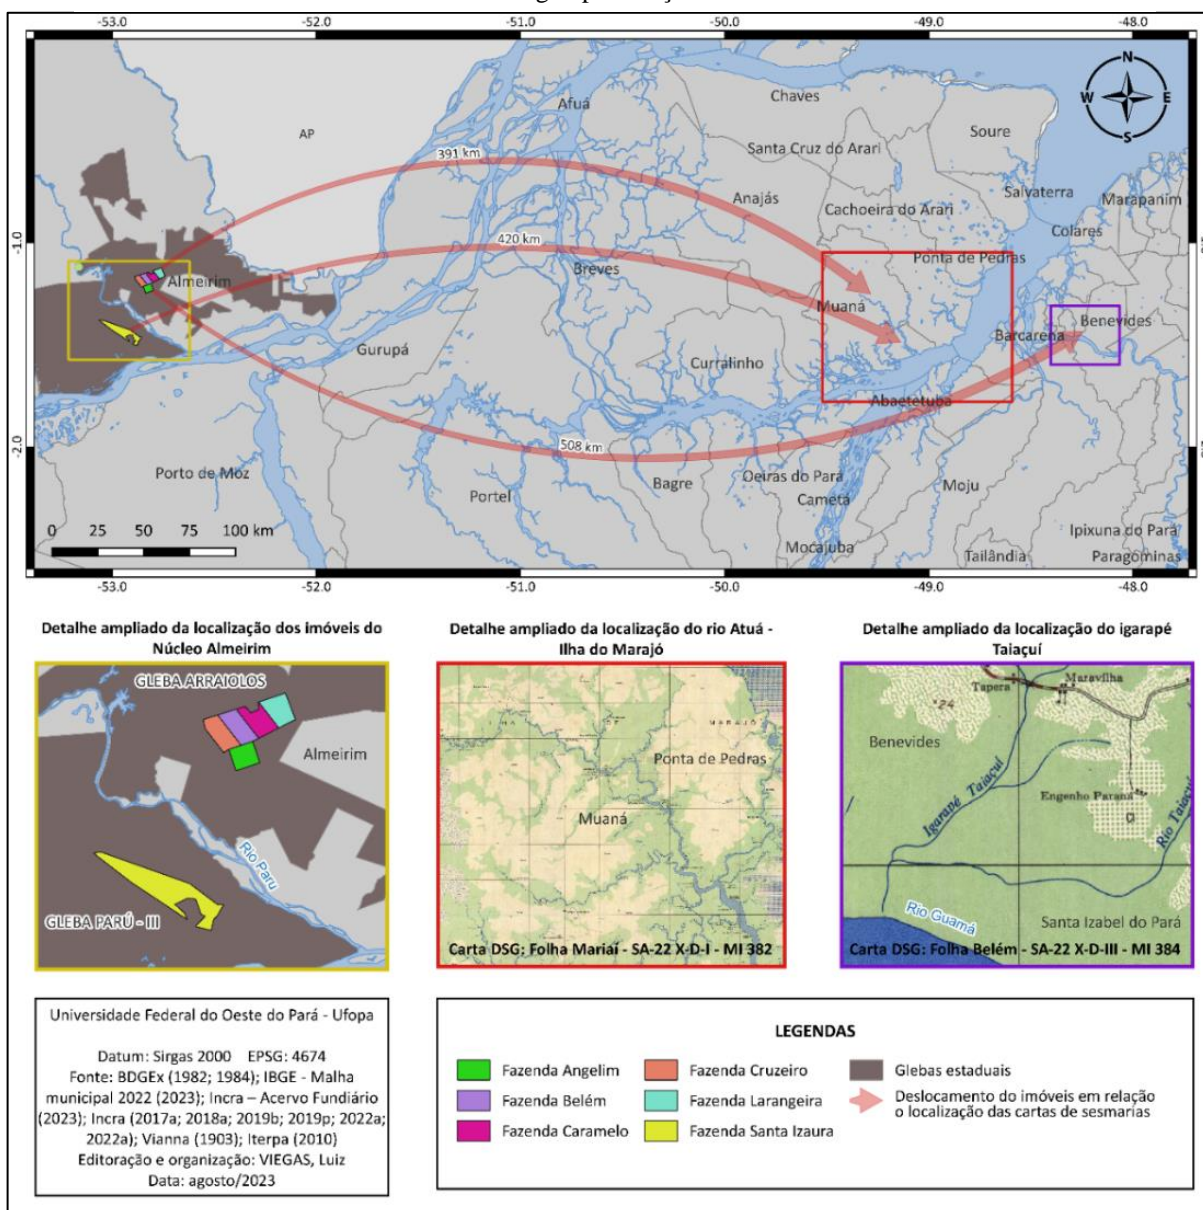 -53.0 -52.0 -51.0 -50.0 -49.0 -48.0
N
W E
S
AP
Afuá
Chaves
Soure
Santa Cruz do Arari
391 km
Anajás
Salvaterra
Marapanim
Cachoeira do Arari
Colares
-1.0
420 km
Ponta de Pedras
Breves
Almeirim
Muaná
Benevides
Barcarena
Gurupá
Curralinho
Abaetetuba
508 km
-2.0
Porto de Moz
Portel
Bagre
Oeiras do Pará
Cametá
Moju
0 25 50 75 100 km
Mocajuba
Tailândia
Ipixuna do Pará
Paragominas
-53.0 -52.0 -51.0 -50.0 -49.0 -48.0
Detalhe ampliado da localização dos imóveis do
Núcleo Almeirim
GLEBA ARRAIOLOS
Almeirim
Rio Paru
GLEBA PARÚ - III
Detalhe ampliado da localização do rio Atuá -
Ilha do Marajó
ILHA DE MARAJÓ
Ponta de Pedras
Muaná
Carta DSG: Folha Mariaí - SA-22 X-D-I - MI 382
Detalhe ampliado da localização do igarapé
Taiaçuí
Tapera
Maravilha
24
Benevides
Igarapé Taiaçuí
Engenho Paraná
Rio Taiaçuí
Rio Guamá
Santa Izabel do Pará
Carta DSG: Folha Belém - SA-22 X-D-III - MI 384
Universidade Federal do Oeste do Pará - Ufopa
Datum: Sirgas 2000 EPSG: 4674
Fonte: BDGEx (1982; 1984); IBGE - Malha
municipal 2022 (2023); Incra – Acervo Fundiário
(2023); Incra (2017a; 2018a; 2019b; 2019p; 2022a;
2022a); Vianna (1903); Iterpa (2010)
Editoração e organização: VIEGAS, Luiz
Data: agosto/2023
LEGENDAS
Fazenda Angelim
Fazenda Belém
Fazenda Caramelo
Fazenda Cruzeiro
Fazenda Larangeira
Fazenda Santa Izaura
Glebas estaduais
Deslocamento do imóveis em relação
o localização das cartas de sesmarias